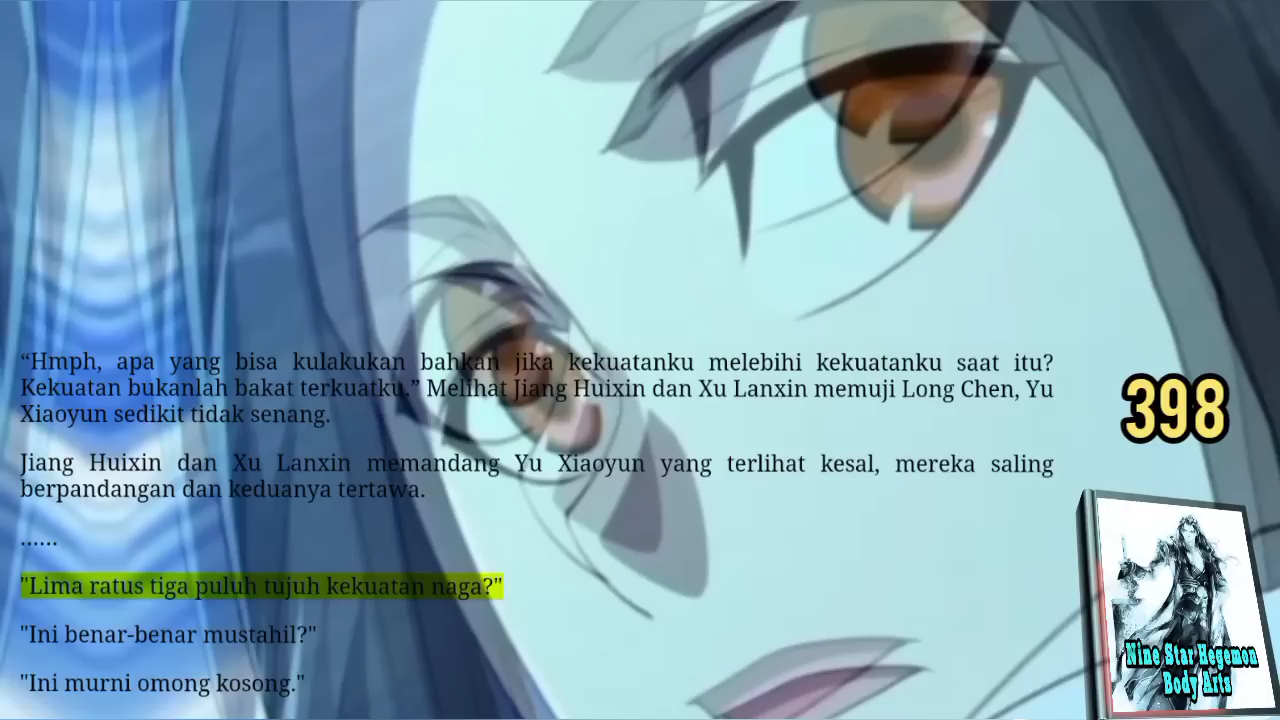 “Hmph, apa yang bisa kulakukan bahkan jika kekuatanku melebihi kekuatanku saat itu?
Kekuatan bukanlah bakat terkuatku.” Melihat Jiang Huixin dan Xu Lanxin memuji Long Chen, Yu
Xiaoyun sedikit tidak senang.
Jiang Huixin dan Xu Lanxin memandang Yu Xiaoyun yang terlihat kesal, mereka saling
berpandangan dan keduanya tertawa.
......
"Lima ratus tiga puluh tujuh kekuatan naga?"
"Ini benar-benar mustahil?"
"Ini murni omong kosong."
398
Nine Star Hegemon
Body Arts